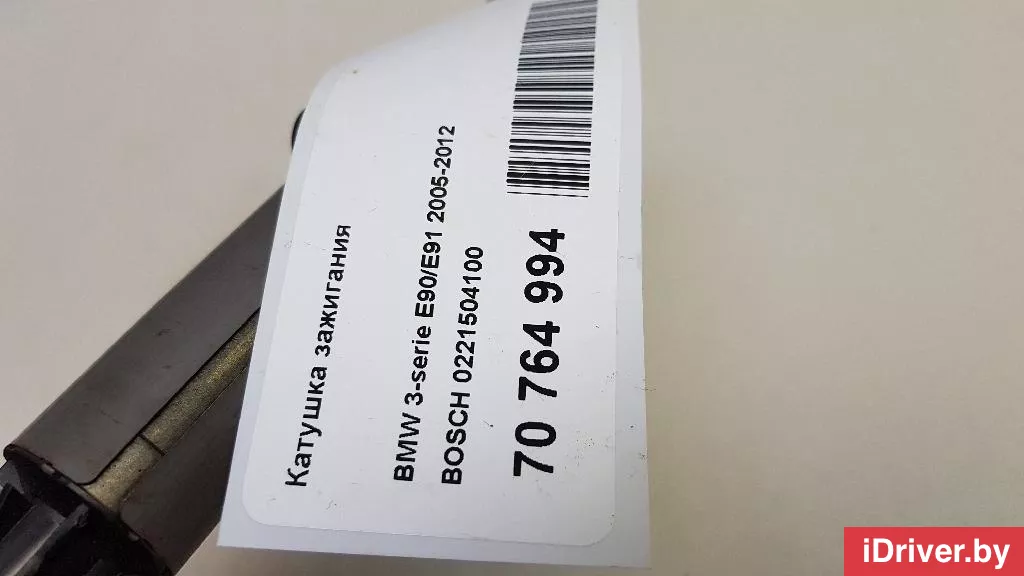 Катушка зажигания
BMW 3-serie E90/E91 2005-2012
BOSCH 0221504100
70 764 994
iDriver.by